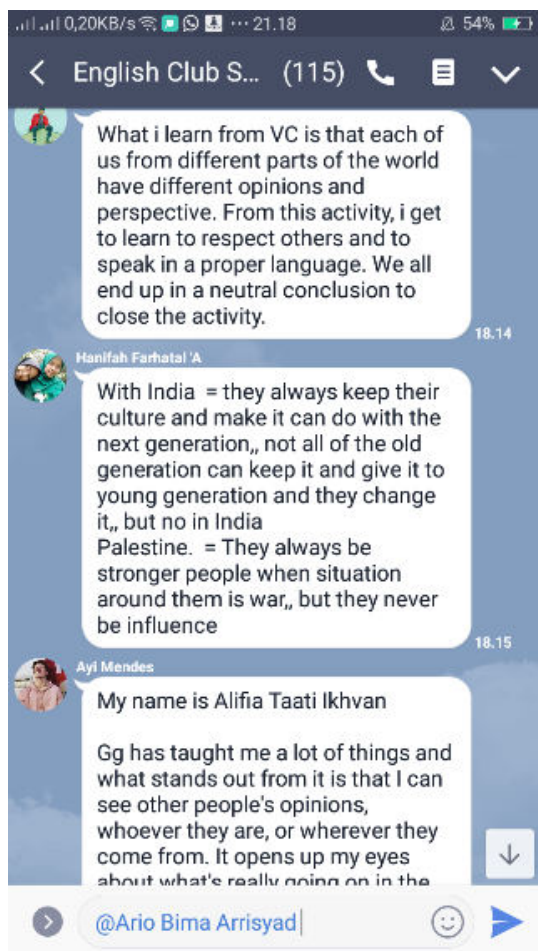 0,20KB/s ... 21.18 54%
English Club S... (115)
What i learn from VC is that each of
us from different parts of the world
have different opinions and
perspective. From this activity, i get
to learn to respect others and to
speak in a proper language. We all
end up in a neutral conclusion to
close the activity.
18.14
Hanifah Farhatal 'A
With India = they always keep their
culture and make it can do with the
next generation,, not all of the old
generation can keep it and give it to
young generation and they change
it,, but no in India
Palestine. = They always be
stronger people when situation
around them is war,, but they never
be influence
18.15
Ayi Mendes
My name is Alifia Taati Ikhvan
Gg has taught me a lot of things and
what stands out from it is that I can
see other people's opinions,
whoever they are, or wherever they
come from. It opens up my eyes
about what's really going on in the
@Ario Bima Arrisyad